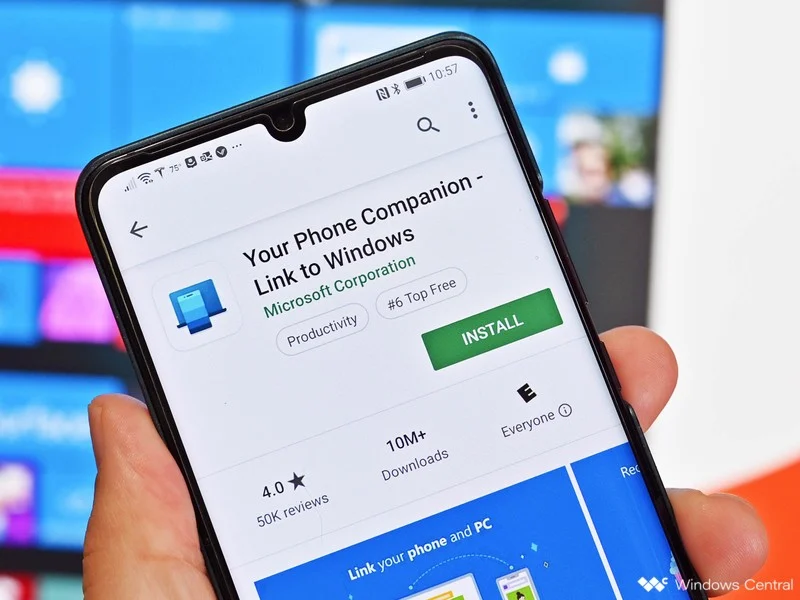 10:57
75°
Your Phone Companion -
Link to Windows
Microsoft Corporation
Productivity
#6 Top Free
INSTALL
4.0 ★
50K reviews
10M+
Downloads
E
Everyone
Link your phone and PC
Rec
Windows Central